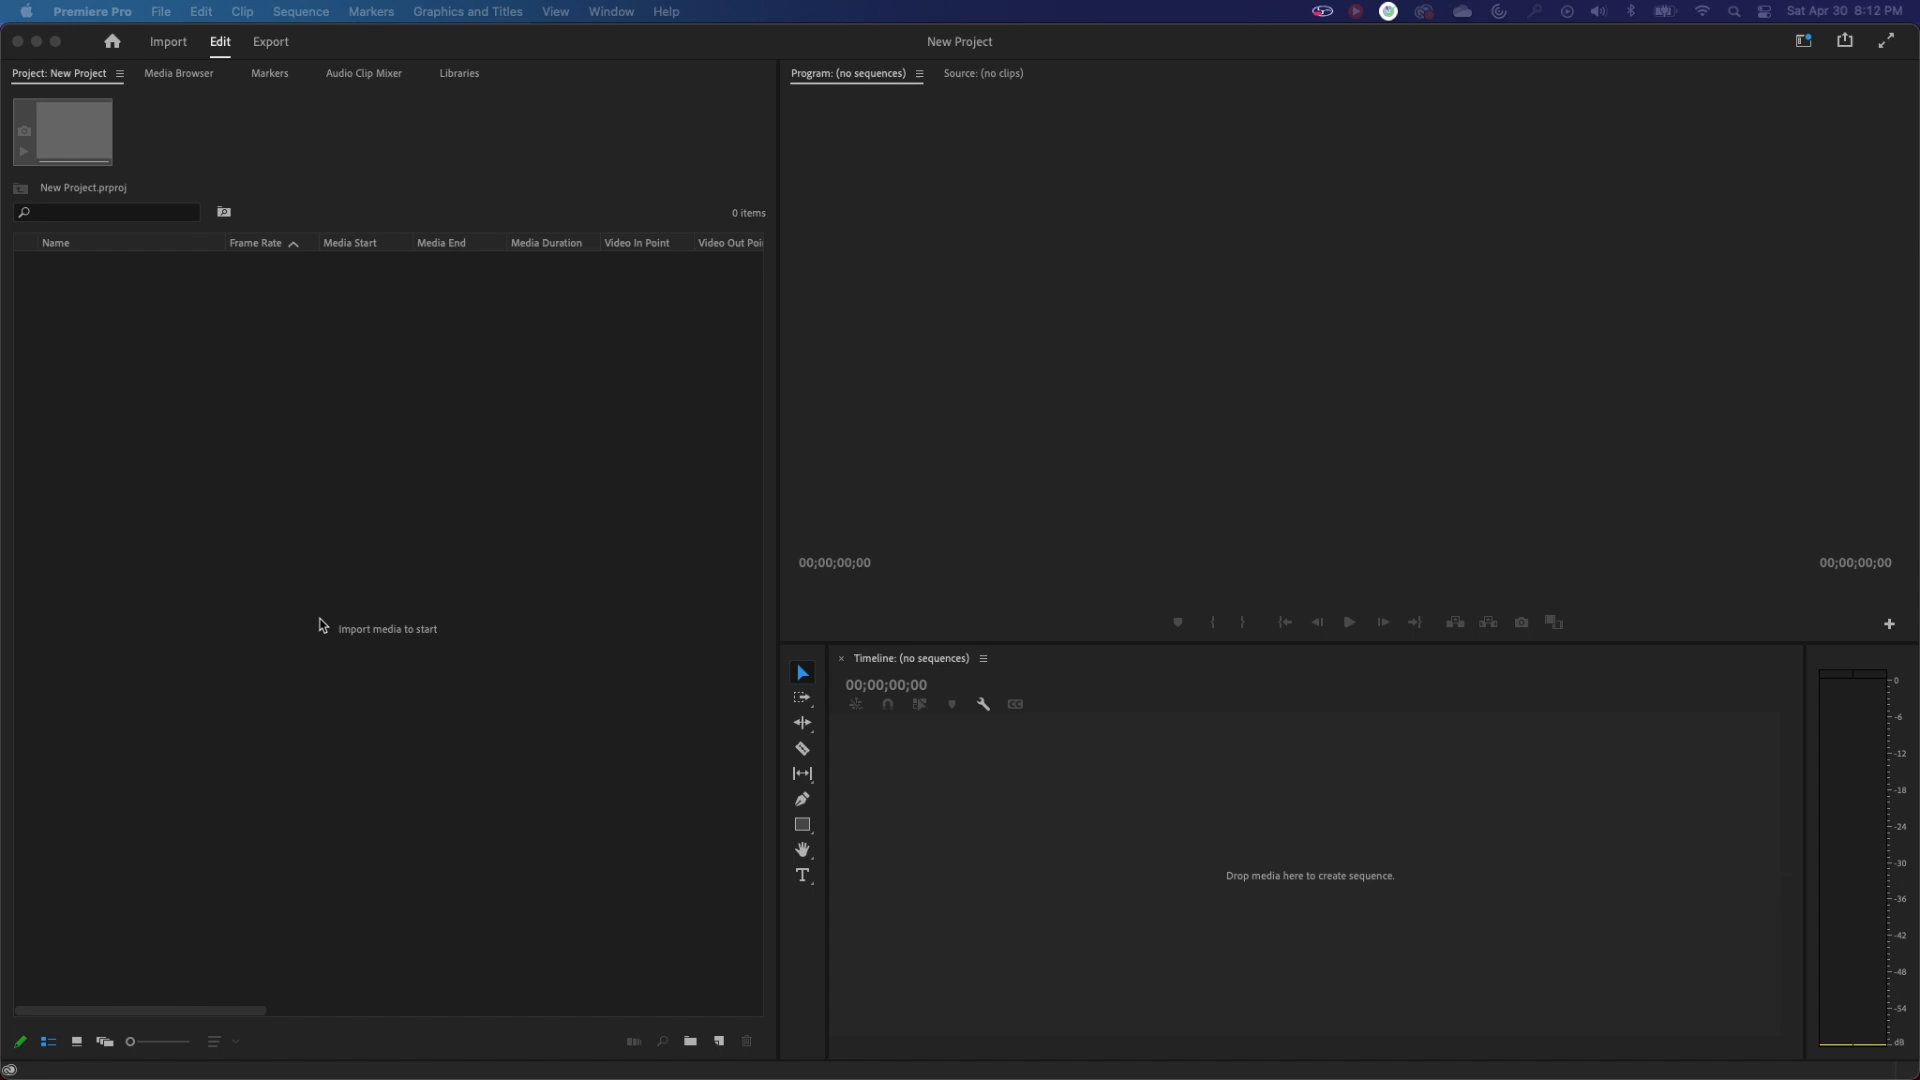 Premiere Pro File Edit Clip Sequence Markers Graphics and Titles View Window Help Sat Apr 30 8:12 PM
Import Edit Export New Project
Project: New Project Media Browser Markers Audio Clip Mixer Libraries
Program: (no sequences) Source: (no clips)
New Project.prproj
0 items
Name Frame Rate Media Start Media End Media Duration Video In Point Video Out Poi
Import media to start
00;00;00;00 00;00;00;00
Timeline: (no sequences)
00;00;00;00
CC
T
Drop media here to create sequence.
0
-6
-12
-18
-24
-30
-36
-42
-48
-54
dB